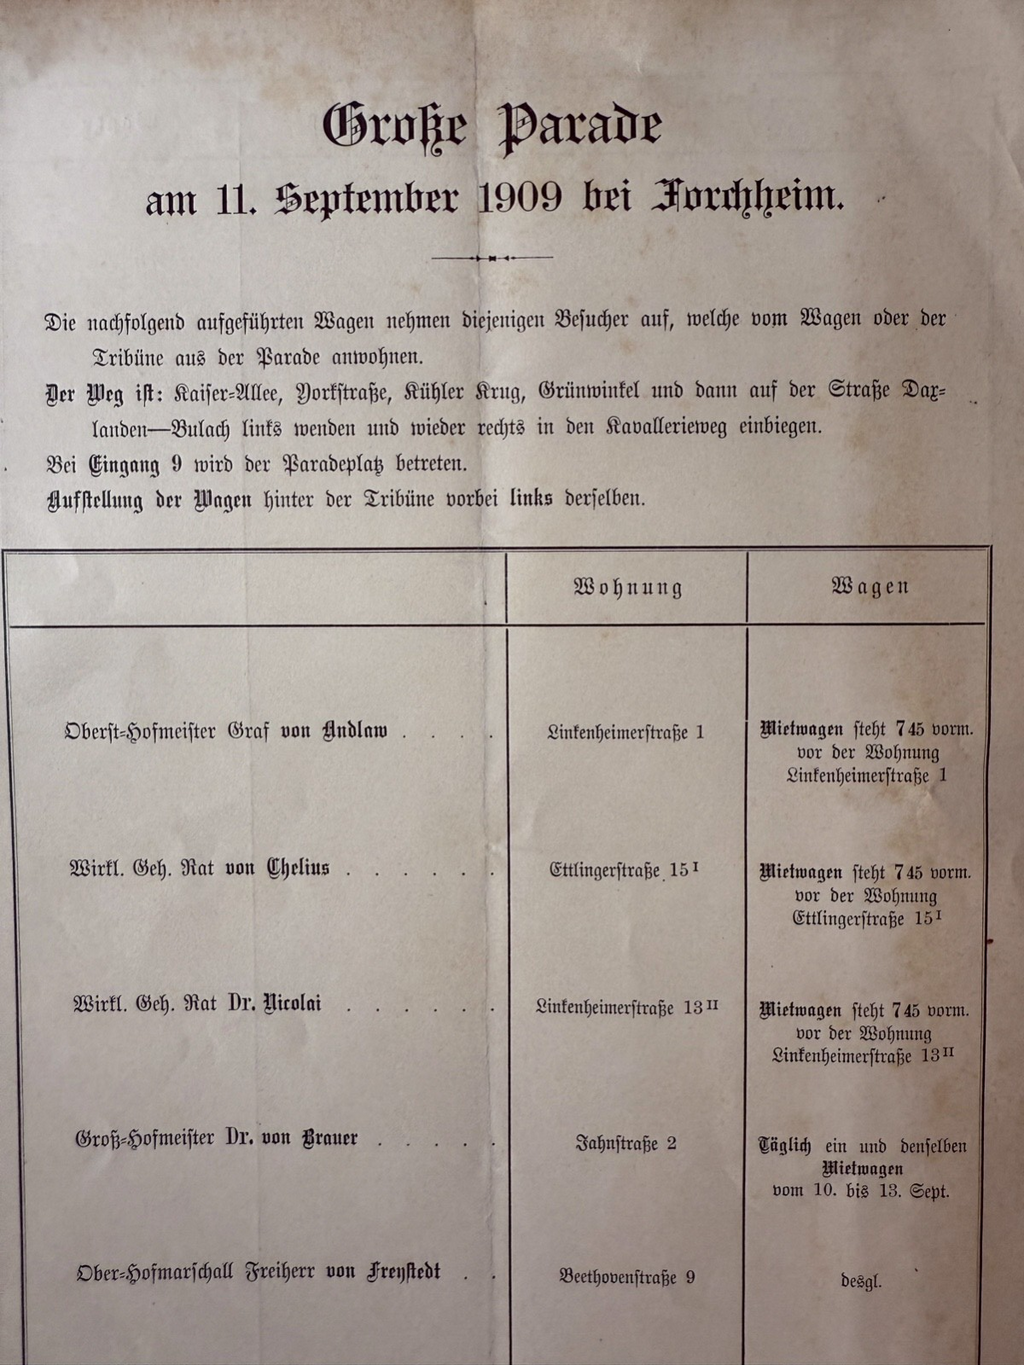 Große Parade
am 11. September 1909 bei Forchheim.
Die nachfolgend aufgeführten Wagen nehmen diejenigen Besucher auf, welche vom Wagen oder der
Tribüne aus der Parade anwohnen.
Der Weg ist: Kaiser-Allee, Yorkstraße, Kühler Krug, Grünwinkel und dann auf der Straße Dax-
landen—Bulach links wenden und wieder rechts in den Kavallerieweg einbiegen.
Bei Eingang 9 wird der Paradeplatz betreten.
Aufstellung der Wagen hinter der Tribüne vorbei links derselben.
Wohnung Wagen
Oberst-Hofmeister Graf von Andlaw . . . . Linkenheimerstraße 1 Mietwagen steht 7 45 vorm.
vor der Wohnung
Linkenheimerstraße 1
Wirkl. Geh. Rat von Chelius . . . . . . Ettlingerstraße 15 I Mietwagen steht 7 45 vorm.
vor der Wohnung
Ettlingerstraße 15 I
Wirkl. Geh. Rat Dr. Nicolai . . . . . . Linkenheimerstraße 13 II Mietwagen steht 7 45 vorm.
vor der Wohnung
Linkenheimerstraße 13 II
Groß-Hofmeister Dr. von Brauer . . . . . Jahnstraße 2 Täglich ein und denselben
Mietwagen
vom 10. bis 13. Sept.
Ober-Hofmarschall Freiherr von Freystedt . . Beethovenstraße 9 desgl.